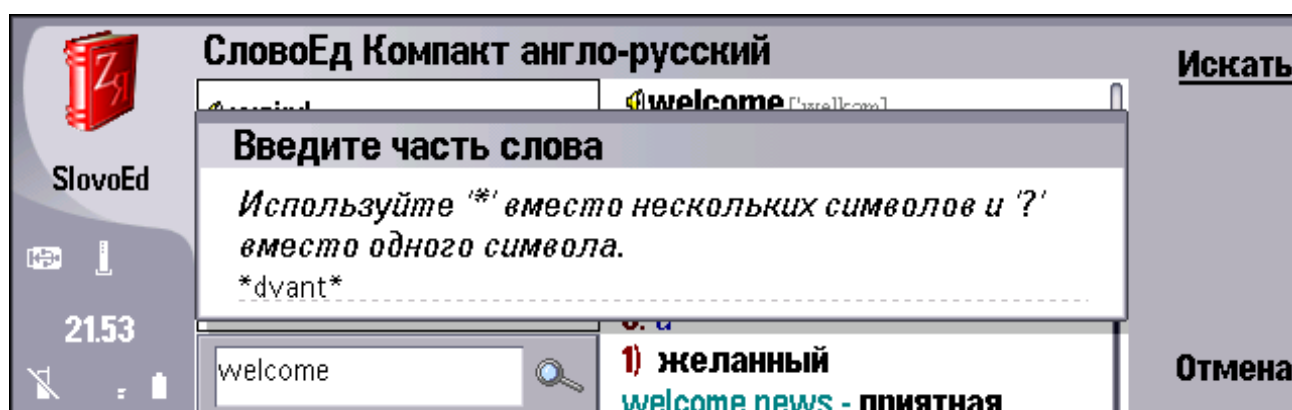 СловоЕд Компакт англо-русский
Искать
welcome ['welkəm]
Введите часть слова
SlovoEd
Используйте '*' вместо нескольких символов и '?'
вместо одного символа.
*dvant*
21.53
welcome
1) желанный
welcome news - приятная
Отмена